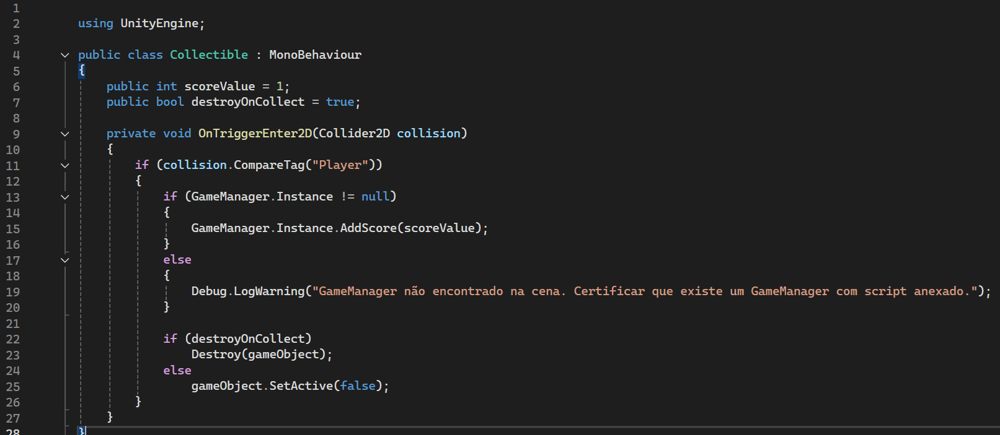 1
2 using UnityEngine;
3
4 public class Collectible : MonoBehaviour
5 {
6 public int scoreValue = 1;
7 public bool destroyOnCollect = true;
8
9 private void OnTriggerEnter2D(Collider2D collision)
10 {
11 if (collision.CompareTag("Player"))
12 {
13 if (GameManager.Instance != null)
14 {
15 GameManager.Instance.AddScore(scoreValue);
16 }
17 else
18 {
19 Debug.LogWarning("GameManager não encontrado na cena. Certificar que existe um GameManager com script anexado.");
20 }
21
22 if (destroyOnCollect)
23 Destroy(gameObject);
24 else
25 gameObject.SetActive(false);
26 }
27 }
28 }